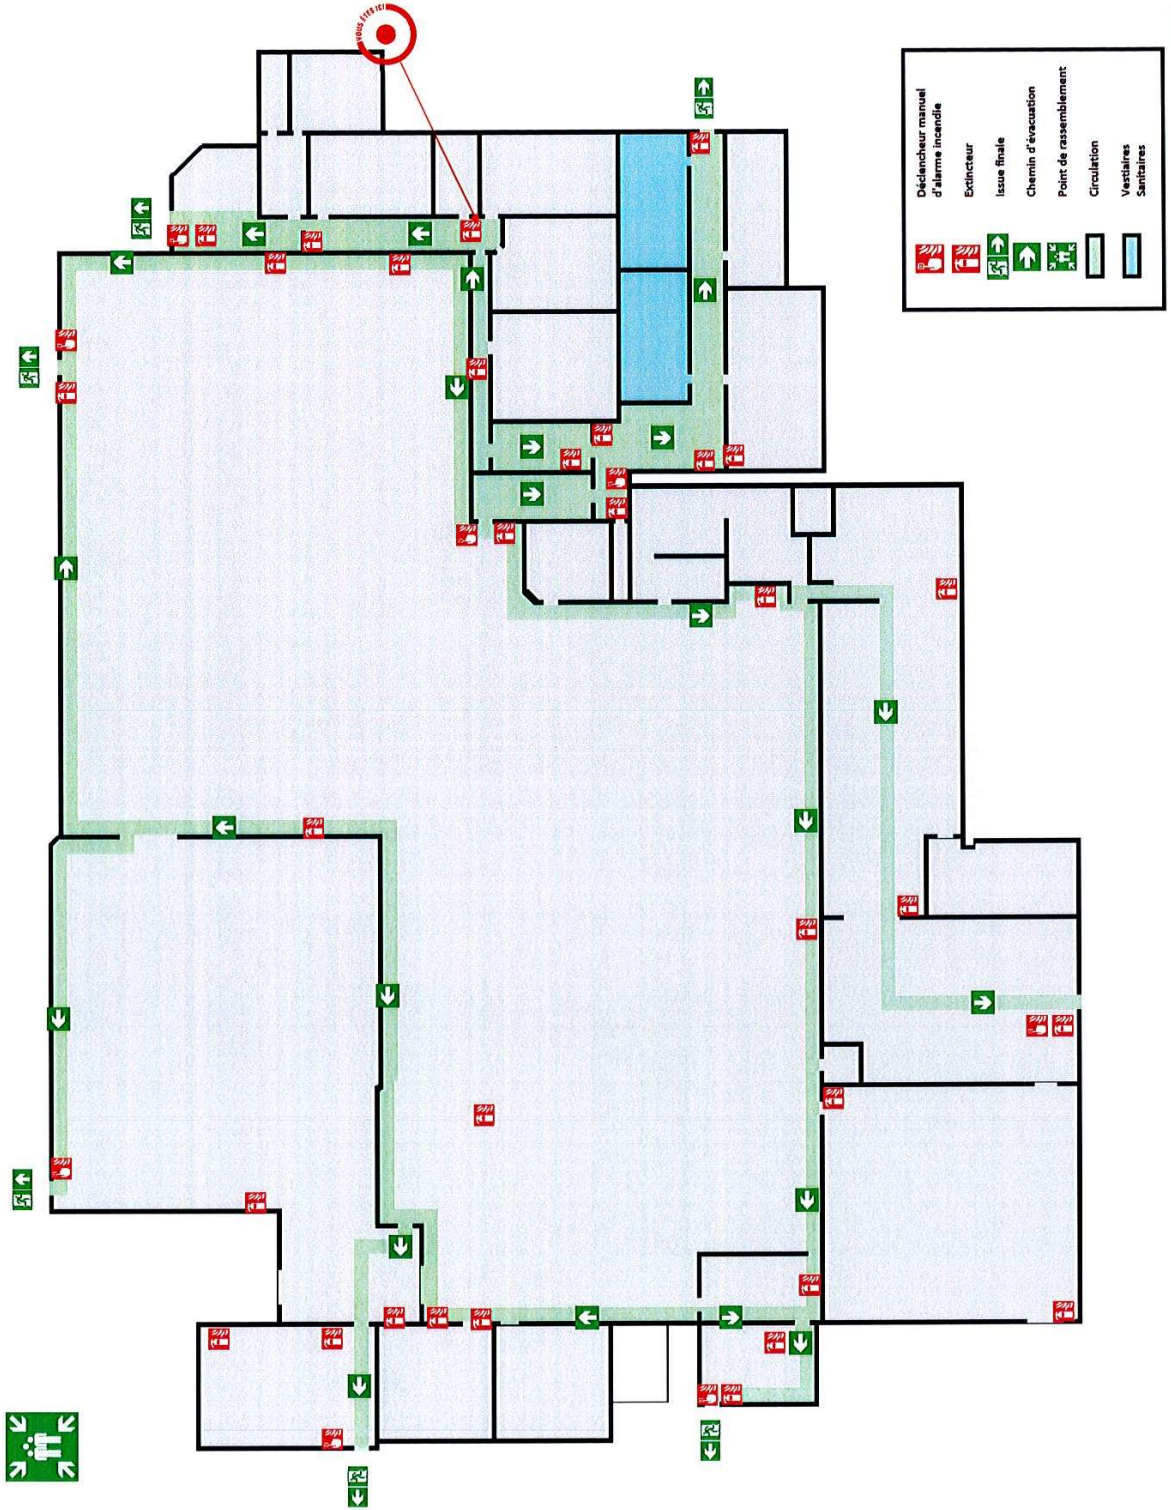 VOUS ÊTES ICI
Déclencheur manuel
d'alarme incendie
Extincteur
Issue finale
Chemin d'évacuation
Point de rassemblement
Circulation
Vestiaires
Sanitaires